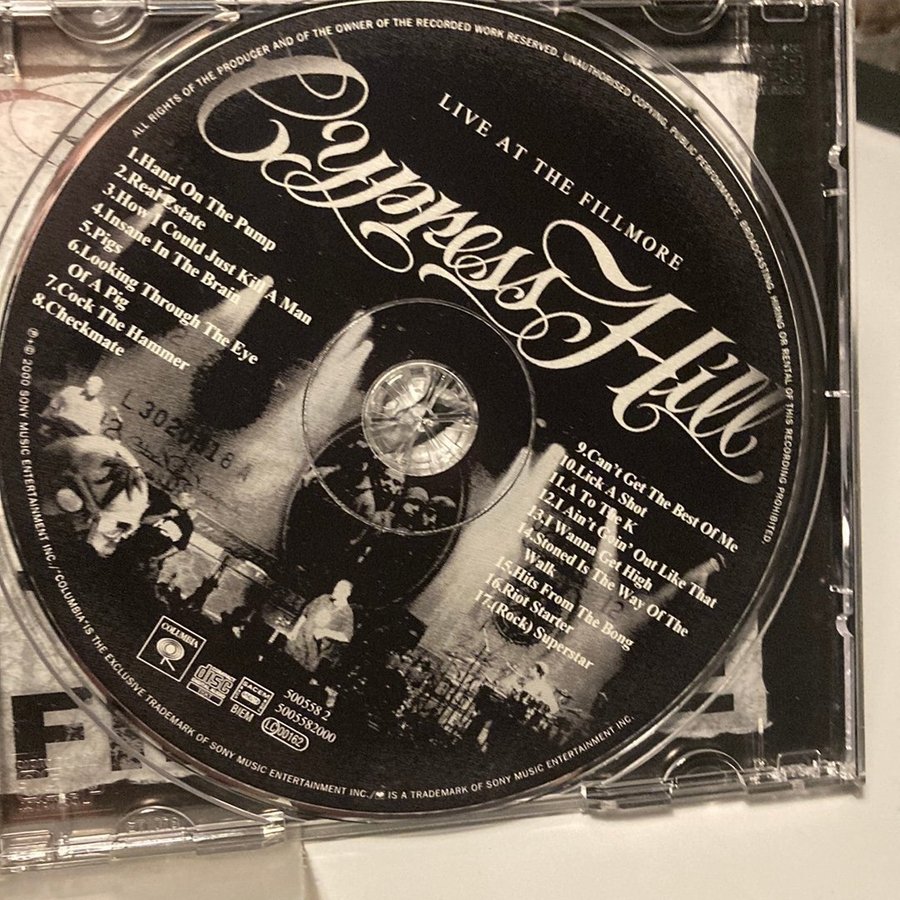 ALL RIGHTS OF THE PRODUCER AND OF THE OWNER OF THE RECORDED WORK RESERVED. UNAUTHORISED COPYING, PUBLIC PERFORMANCE, BROADCASTING, HIRING OR RENTAL OF THIS RECORDING PROHIBITED.
LIVE AT THE FILLMORE
Cypress Hill
1.Hand On The Pump
2.Real Estate
3.How I Could Just Kill A Man
4.Insane In The Brain
5.Pigs
6.Looking Through The Eye
Of A Pig
7.Cock The Hammer
8.Checkmate
9.Can't Get The Best Of Me
10.Lick A Shot
11.A To The K
12.I Ain't Goin' Out Like That
13.I Wanna Get High
14.Stoned Is The Way Of The
Walk
15.Hits From The Bong
16.Riot Starter
17.(Rock) Superstar
COLUMBIA
disc
SACEM
BIEM
500558 2
5005582000
LC 00162
℗+© 2000 SONY MUSIC ENTERTAINMENT INC./"COLUMBIA" IS THE EXCLUSIVE TRADEMARK OF SONY MUSIC ENTERTAINMENT INC./ IS A TRADEMARK OF SONY MUSIC ENTERTAINMENT INC.